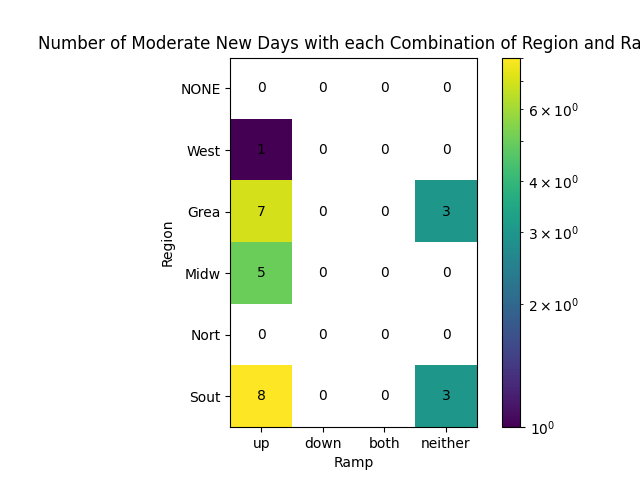 Number of Moderate New Days with each Combination of Region and Ra
NONE 0 0 0 0
West 1 0 0 0
Grea 7 0 0 3
Midw 5 0 0 0
Nort 0 0 0 0
Sout 8 0 0 3
up down both neither
Ramp
Region
6 × 10⁰
4 × 10⁰
3 × 10⁰
2 × 10⁰
10⁰